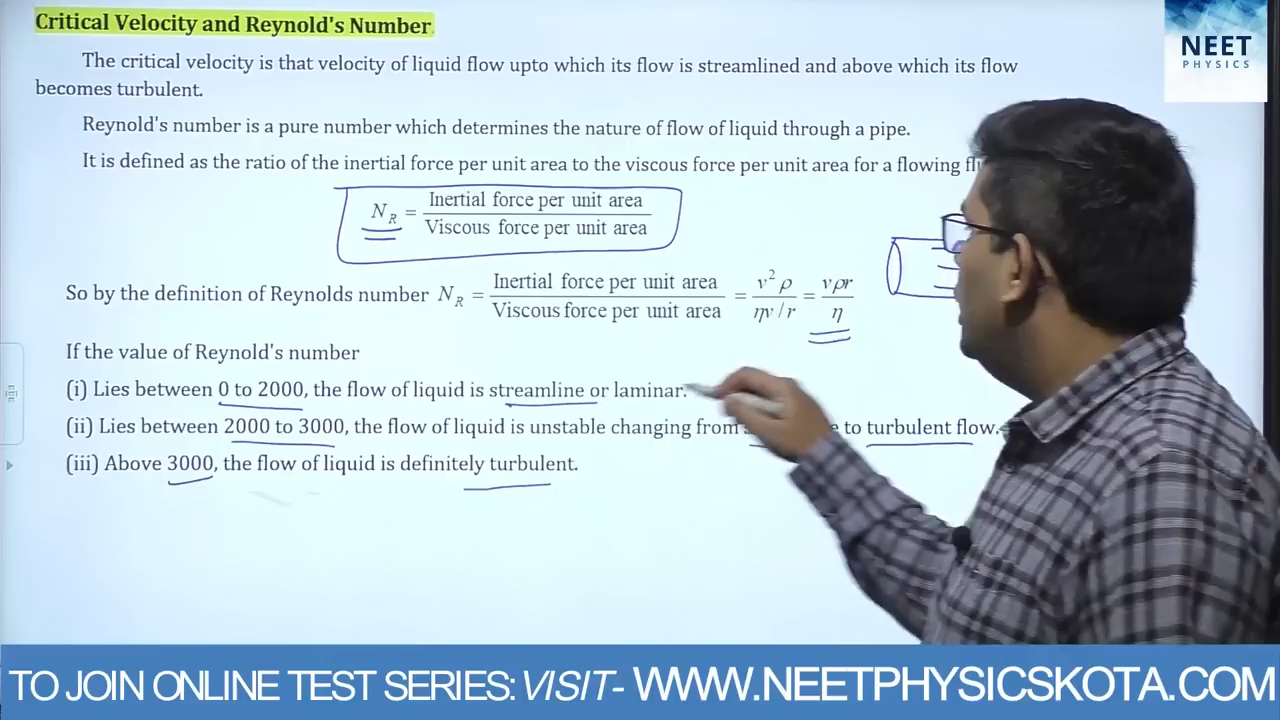 Critical Velocity and Reynold's Number
NEET
PHYSICS
The critical velocity is that velocity of liquid flow upto which its flow is streamlined and above which its flow
becomes turbulent.
Reynold's number is a pure number which determines the nature of flow of liquid through a pipe.
It is defined as the ratio of the inertial force per unit area to the viscous force per unit area for a flowing
N_R = Inertial force per unit area / Viscous force per unit area
So by the definition of Reynolds number N_R = Inertial force per unit area / Viscous force per unit area = v²ρ / ηv/r = vρr / η
If the value of Reynold's number
(i) Lies between 0 to 2000, the flow of liquid is streamline or laminar.
(ii) Lies between 2000 to 3000, the flow of liquid is unstable changing from to turbulent flow.
(iii) Above 3000, the flow of liquid is definitely turbulent.
TO JOIN ONLINE TEST SERIES: VISIT- WWW.NEETPHYSICSKOTA.COM